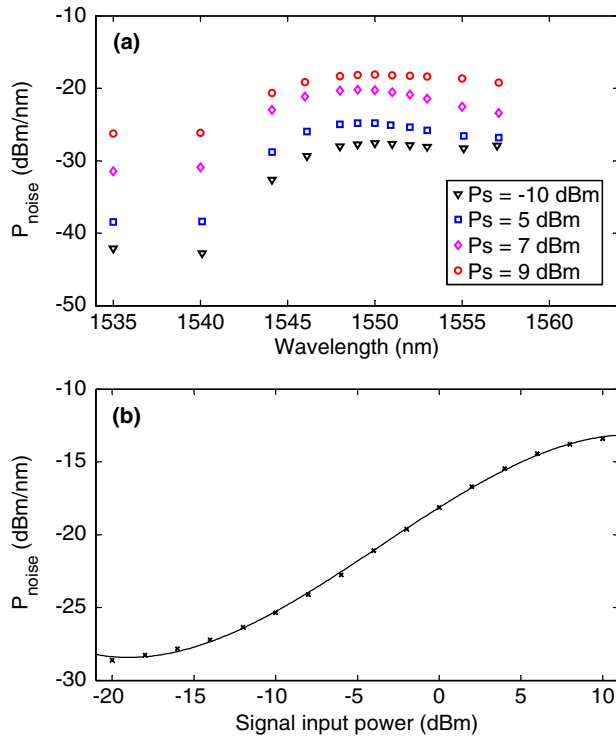 -10
(a)
-20
-30
-40
-50
P_noise (dBm/nm)
Ps = -10 dBm
Ps = 5 dBm
Ps = 7 dBm
Ps = 9 dBm
1535 1540 1545 1550 1555 1560
Wavelength (nm)
-10
(b)
-15
-20
-25
-30
P_noise (dBm/nm)
-20 -15 -10 -5 0 5 10
Signal input power (dBm)